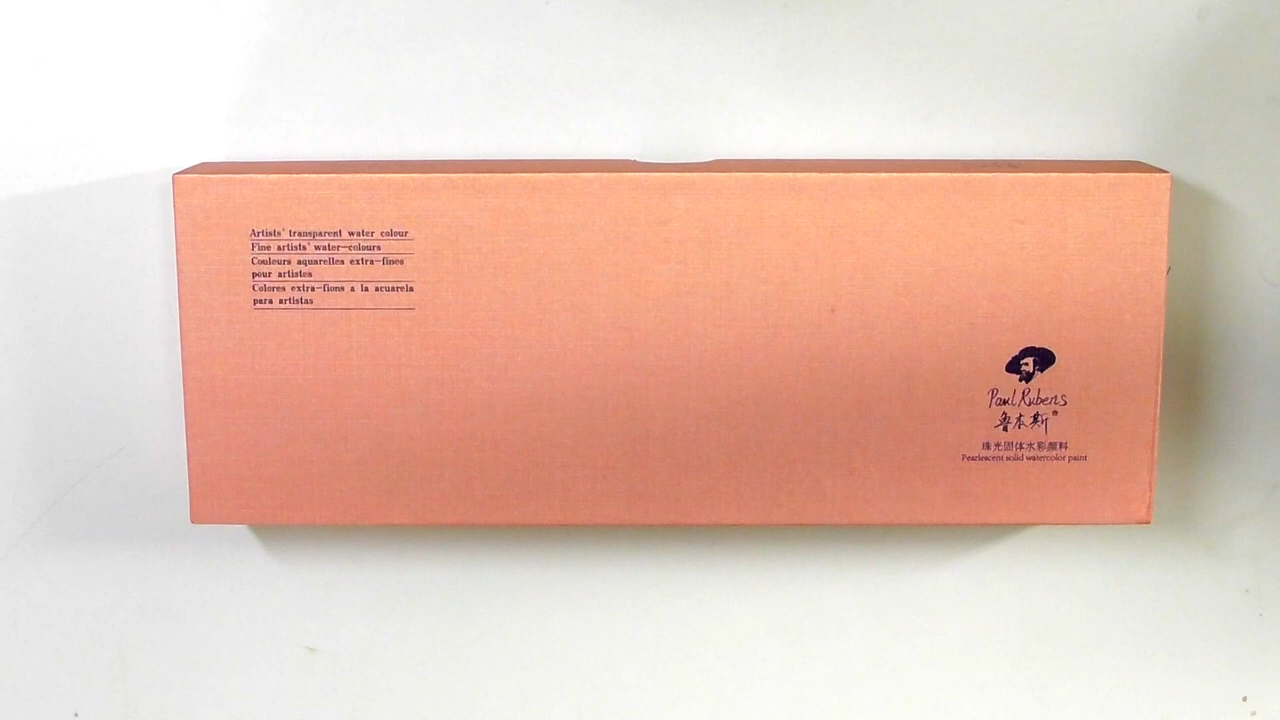 Artists' transparent water colour
Fine artists' water-colours
Couleurs aquarelles extra-fines
pour artistes
Colores extra-fions a la acuarela
para artistas
Paul Rubens
鲁本斯®
珠光固体水彩颜料
Pearlescent solid watercolor paint